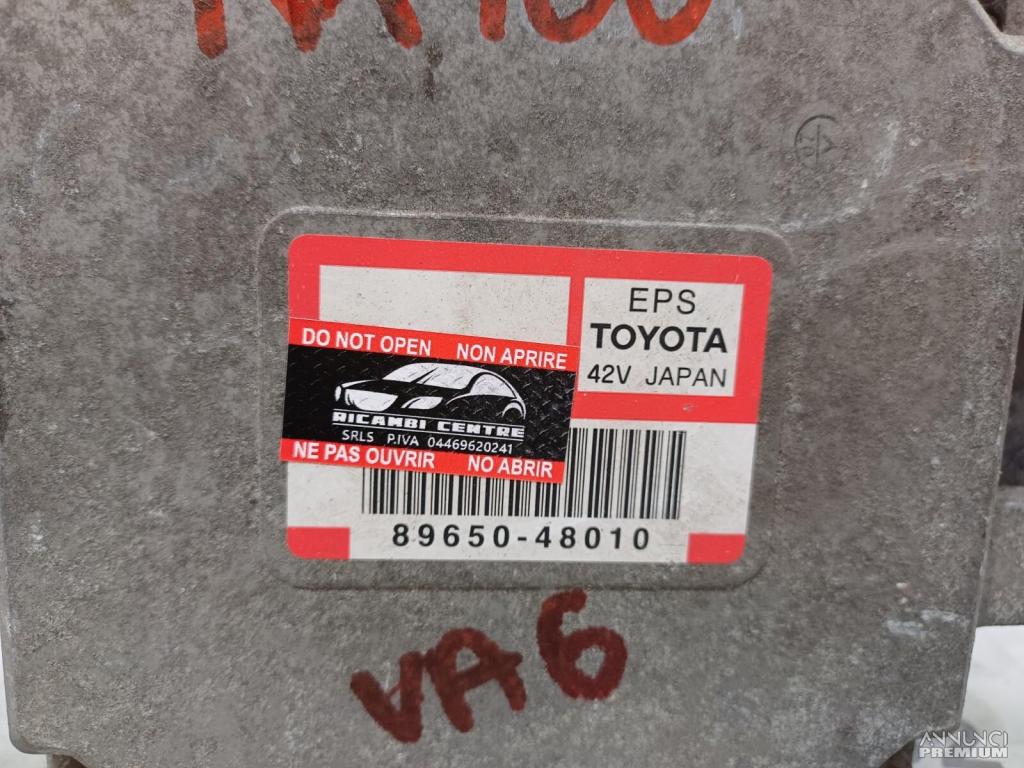 EPS
TOYOTA
42V JAPAN
DO NOT OPEN NON APRIRE
RICAMBI CENTRE
SRLS P.IVA 04469620241
NE PAS OUVRIR NO ABRIR
89650-48010
VA6
ANNUNCI
PREMIUM